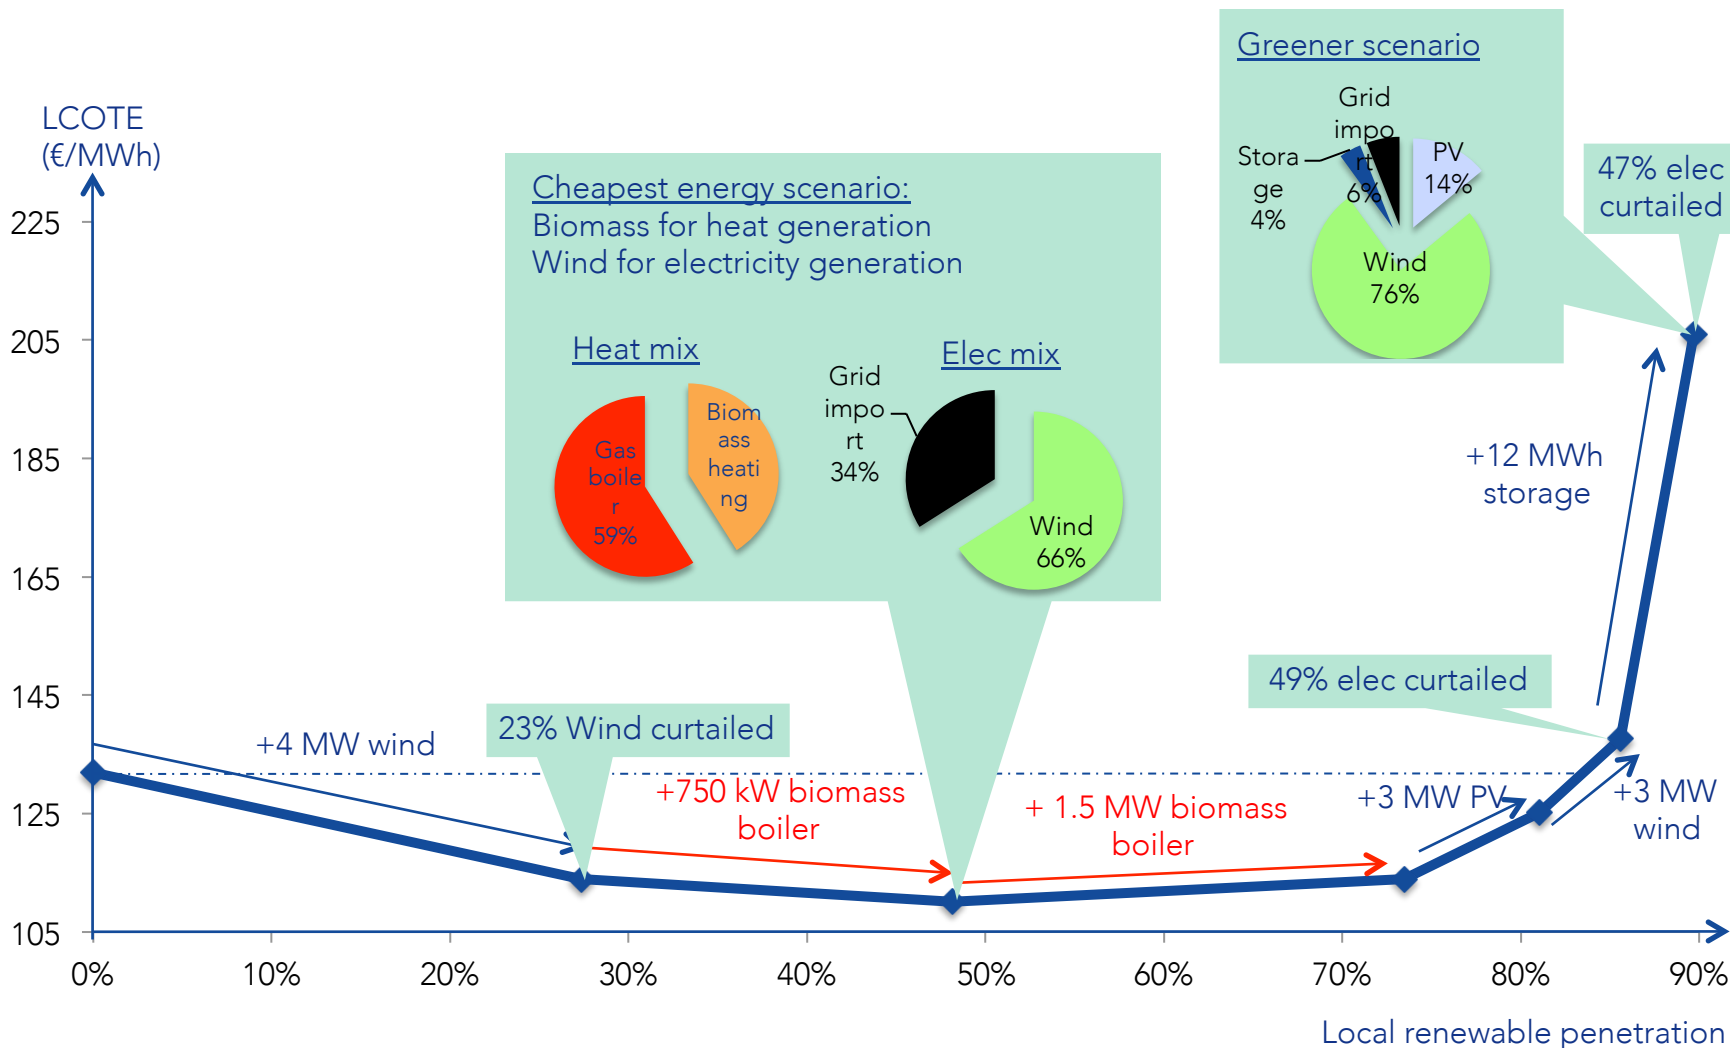 LCOTE
(€/MWh)
225
205
185
165
145
125
105
0%
10%
20%
30%
40%
50%
60%
70%
80%
90%
Local renewable penetration
Cheapest energy scenario:
Biomass for heat generation
Wind for electricity generation
Heat mix
Gas
boile
r
59%
Biom
ass
heati
ng
Elec mix
Grid
impo
rt
34%
Wind
66%
Greener scenario
Grid
impo
rt
6%
Stora
ge
4%
PV
14%
Wind
76%
47% elec
curtailed
+12 MWh
storage
49% elec curtailed
23% Wind curtailed
+4 MW wind
+750 kW biomass
boiler
+ 1.5 MW biomass
boiler
+3 MW PV
+3 MW
wind